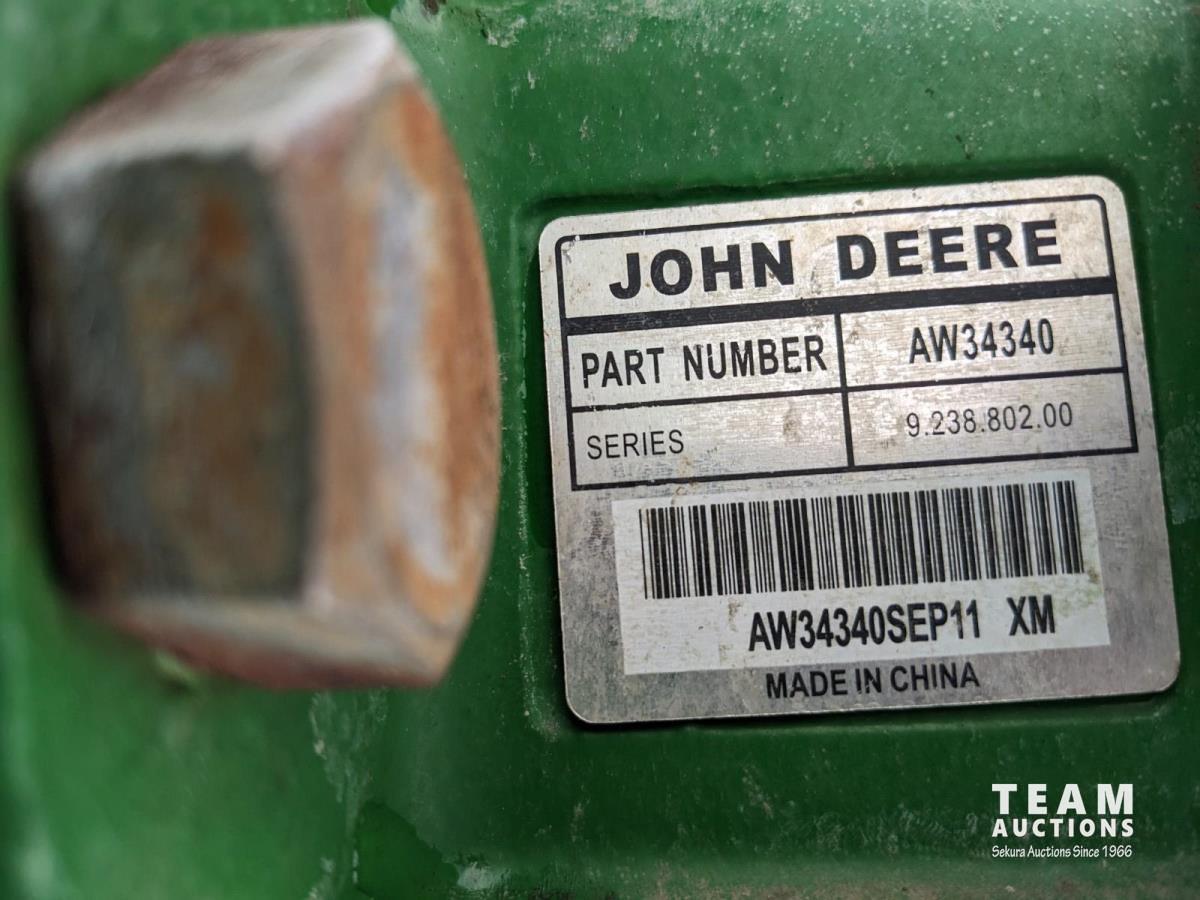 JOHN DEERE
PART NUMBER AW34340
SERIES 9.238.802.00
AW34340SEP11 XM
MADE IN CHINA
TEAM
AUCTIONS
Sekura Auctions Since 1966